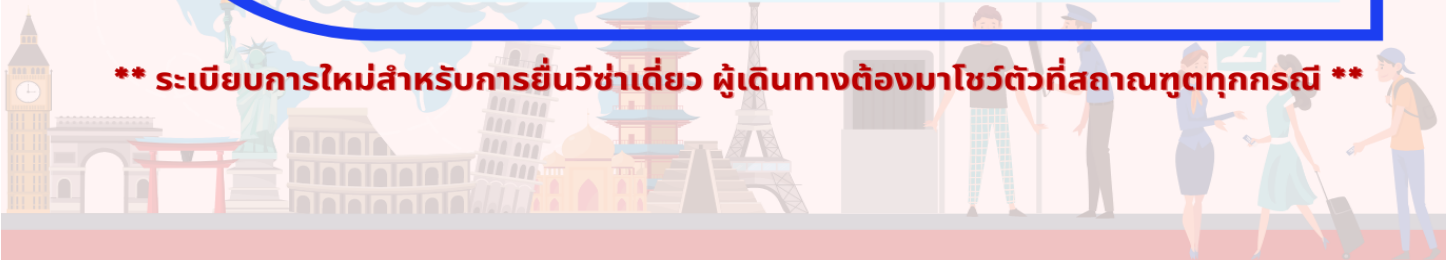 ** ระเบียบการใหม่สำหรับการยื่นวีซ่าเดี่ยว ผู้เดินทางต้องมาโชว์ตัวที่สถาณฑูตทุกกรณี **